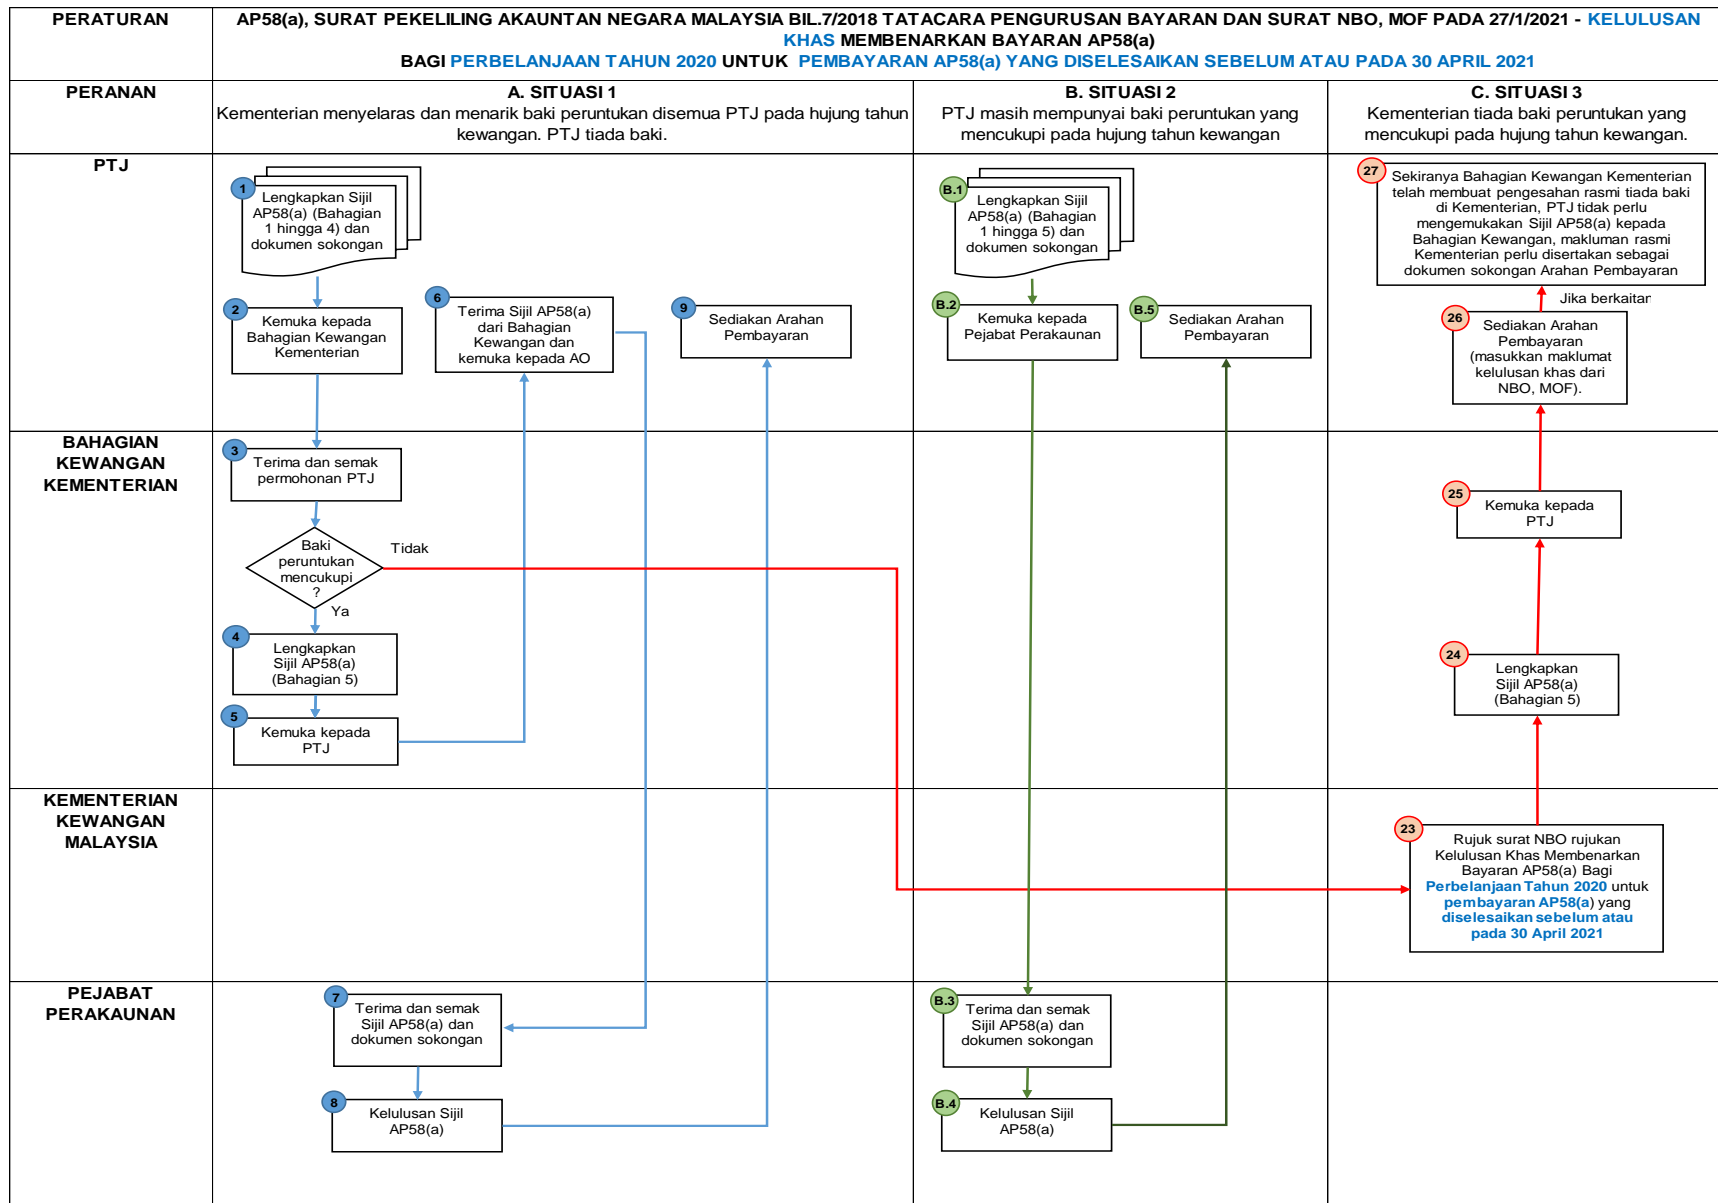 PERATURAN
AP58(a), SURAT PEKELILING AKAUNTAN NEGARA MALAYSIA BIL.7/2018 TATACARA PENGURUSAN BAYARAN DAN SURAT NBO, MOF PADA 27/1/2021 - KELULUSAN
KHAS MEMBENARKAN BAYARAN AP58(a)
BAGI PERBELANJAAN TAHUN 2020 UNTUK PEMBAYARAN AP58(a) YANG DISELESAIKAN SEBELUM ATAU PADA 30 APRIL 2021
PERANAN
A. SITUASI 1
Kementerian menyelaras dan menarik baki peruntukan disemua PTJ pada hujung tahun
kewangan. PTJ tiada baki.
B. SITUASI 2
PTJ masih mempunyai baki peruntukan yang
mencukupi pada hujung tahun kewangan
C. SITUASI 3
Kementerian tiada baki peruntukan yang
mencukupi pada hujung tahun kewangan.
PTJ
1
Lengkapkan Sijil
AP58(a) (Bahagian
1 hingga 4) dan
dokumen sokongan
2
Kemuka kepada
Bahagian Kewangan
Kementerian
6
Terima Sijil AP58(a)
dari Bahagian
Kewangan dan
kemuka kepada AO
9
Sediakan Arahan
Pembayaran
B.1
Lengkapkan Sijil
AP58(a) (Bahagian
1 hingga 5) dan
dokumen sokongan
B.2
Kemuka kepada
Pejabat Perakaunan
B.5
Sediakan Arahan
Pembayaran
27
Sekiranya Bahagian Kewangan Kementerian
telah membuat pengesahan rasmi tiada baki
di Kementerian, PTJ tidak perlu
mengemukakan Sijil AP58(a) kepada
Bahagian Kewangan, makluman rasmi
Kementerian perlu disertakan sebagai
dokumen sokongan Arahan Pembayaran
Jika berkaitan
26
Sediakan Arahan
Pembayaran
(masukkan maklumat
kelulusan khas dari
NBO, MOF).
BAHAGIAN
KEWANGAN
KEMENTERIAN
3
Terima dan semak
permohonan PTJ
Baki
peruntukan
mencukupi
?
Tidak
Ya
4
Lengkapkan
Sijil AP58(a)
(Bahagian 5)
5
Kemuka kepada
PTJ
25
Kemuka kepada
PTJ
24
Lengkapkan
Sijil AP58(a)
(Bahagian 5)
KEMENTERIAN
KEWANGAN
MALAYSIA
23
Rujuk surat NBO rujukan
Kelulusan Khas Membenarkan
Bayaran AP58(a) Bagi
Perbelanjaan Tahun 2020 untuk
pembayaran AP58(a) yang
diselesaikan sebelum atau
pada 30 April 2021
PEJABAT
PERAKAUNAN
7
Terima dan semak
Sijil AP58(a) dan
dokumen sokongan
8
Kelulusan Sijil
AP58(a)
B.3
Terima dan semak
Sijil AP58(a) dan
dokumen sokongan
B.4
Kelulusan Sijil
AP58(a)